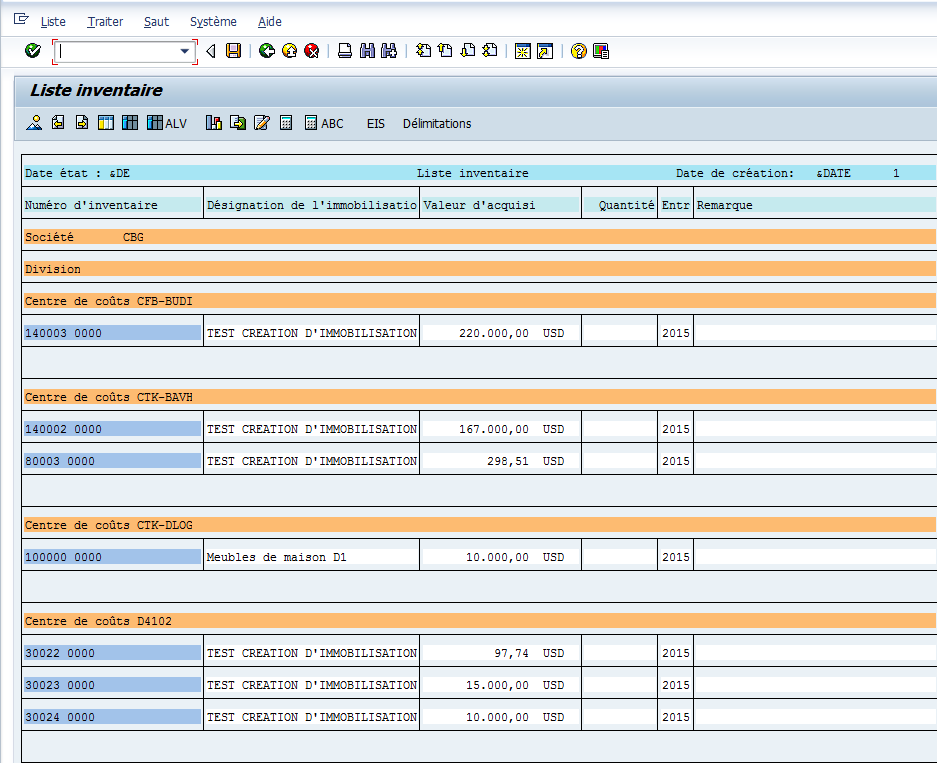 Liste Traiter Saut Système Aide
Liste inventaire
ALV ABC EIS Délimitations
Date état : &DE Liste inventaire Date de création: &DATE 1
Numéro d'inventaire Désignation de l'immobilisatio Valeur d'acquisi Quantité Entr Remarque
Société CBG
Division
Centre de coûts CFB-BUDI
140003 0000 TEST CREATION D'IMMOBILISATION 220.000,00 USD 2015
Centre de coûts CTK-BAVH
140002 0000 TEST CREATION D'IMMOBILISATION 167.000,00 USD 2015
80003 0000 TEST CREATION D'IMMOBILISATION 298,51 USD 2015
Centre de coûts CTK-DLOG
100000 0000 Meubles de maison D1 10.000,00 USD 2015
Centre de coûts D4102
30022 0000 TEST CREATION D'IMMOBILISATION 97,74 USD 2015
30023 0000 TEST CREATION D'IMMOBILISATION 15.000,00 USD 2015
30024 0000 TEST CREATION D'IMMOBILISATION 10.000,00 USD 2015